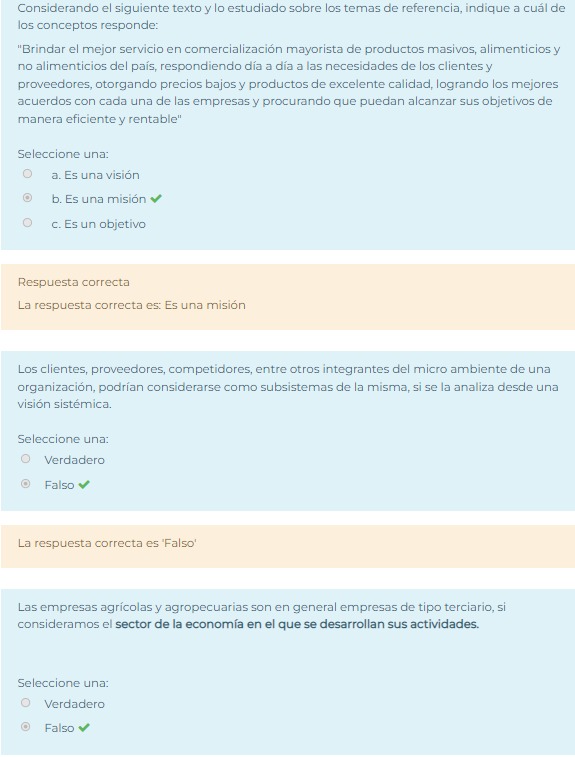 Considerando el siguiente texto y lo estudiado sobre los temas de referencia, indique a cuál de
los conceptos responde:
"Brindar el mejor servicio en comercialización mayorista de productos masivos, alimenticios y
no alimenticios del país, respondiendo día a día a las necesidades de los clientes y
proveedores, otorgando precios bajos y productos de excelente calidad, logrando los mejores
acuerdos con cada una de las empresas y procurando que puedan alcanzar sus objetivos de
manera eficiente y rentable"
Seleccione una:
a. Es una visión
b. Es una misión
c. Es un objetivo
Respuesta correcta
La respuesta correcta es: Es una misión
Los clientes, proveedores, competidores, entre otros integrantes del micro ambiente de una
organización, podrían considerarse como subsistemas de la misma, si se la analiza desde una
visión sistémica.
Seleccione una:
Verdadero
Falso
La respuesta correcta es 'Falso'
Las empresas agrícolas y agropecuarias son en general empresas de tipo terciario, si
consideramos el sector de la economía en el que se desarrollan sus actividades.
Seleccione una:
Verdadero
Falso